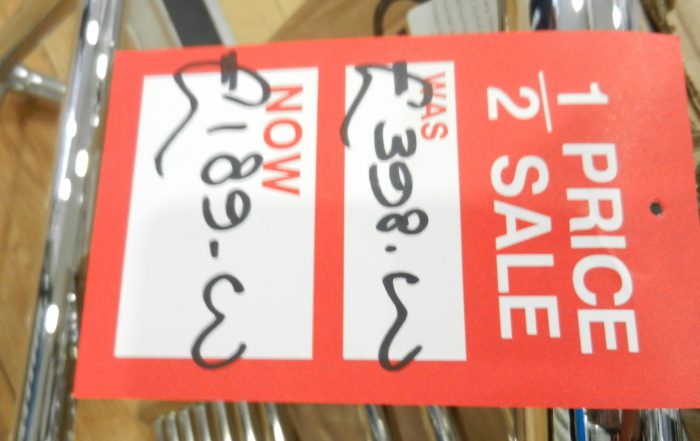 1/2 PRICE
SALE
WAS
£398.
NOW
£189.-